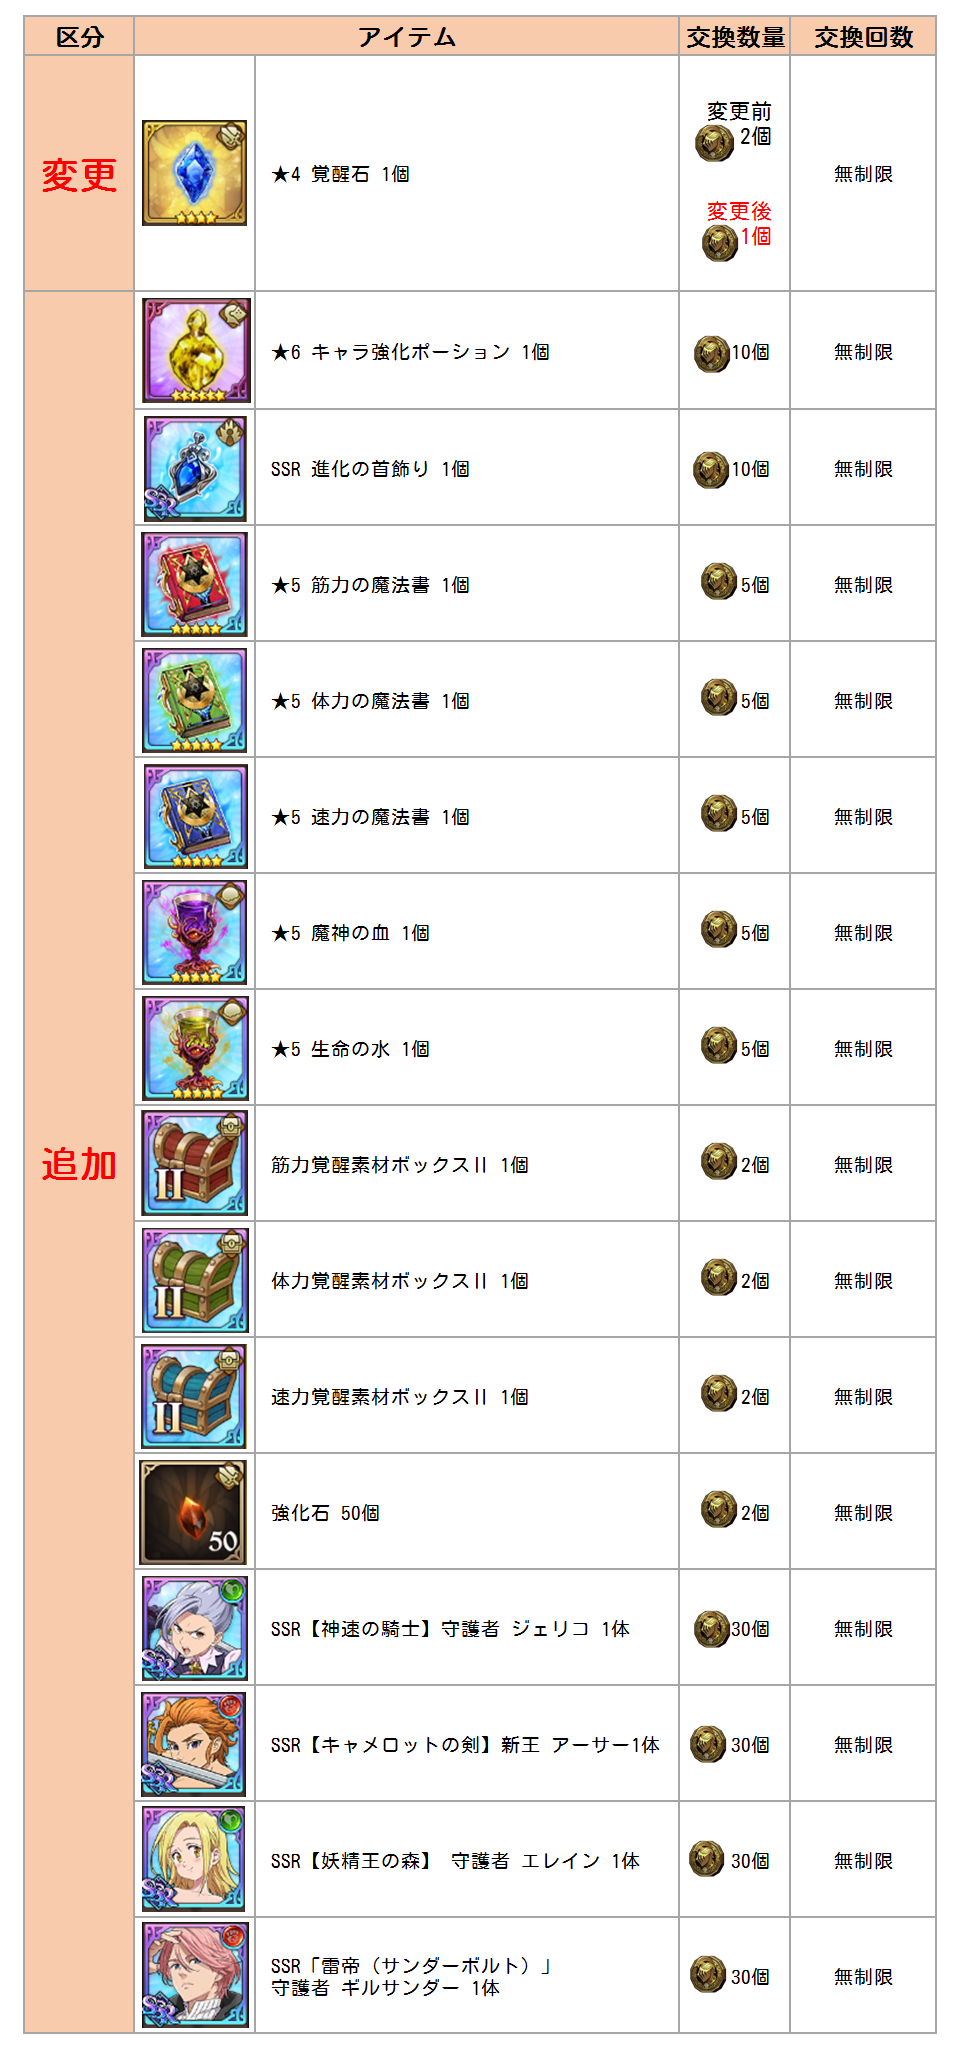 区分 アイテム 交換数量 交換回数
変更
★4 覚醒石 1個
変更前
2個
変更後
1個
無制限
追加
★6 キャラ強化ポーション 1個 10個 無制限
SSR
SSR 進化の首飾り 1個 10個 無制限
★5 筋力の魔法書 1個 5個 無制限
★5 体力の魔法書 1個 5個 無制限
★5 速力の魔法書 1個 5個 無制限
★5 魔神の血 1個 5個 無制限
★5 生命の水 1個 5個 無制限
II
筋力覚醒素材ボックスⅡ 1個 2個 無制限
II
体力覚醒素材ボックスⅡ 1個 2個 無制限
II
速力覚醒素材ボックスⅡ 1個 2個 無制限
50
強化石 50個 2個 無制限
SSR
SSR【神速の騎士】守護者 ジェリコ 1体 30個 無制限
SSR
SSR【キャメロットの剣】新王 アーサー1体 30個 無制限
SSR
SSR【妖精王の森】 守護者 エレイン 1体 30個 無制限
SSR
SSR「雷帝（サンダーボルト）」
守護者 ギルサンダー 1体
30個 無制限